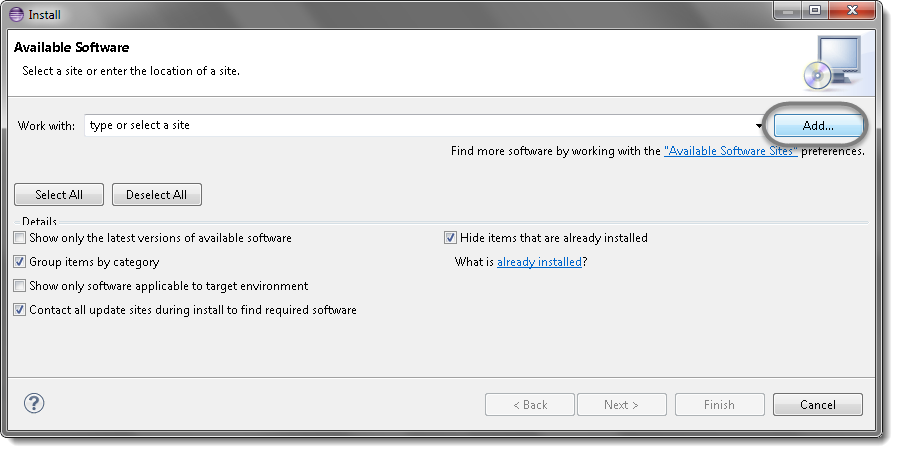 Install
Available Software
Select a site or enter the location of a site.
Work with: type or select a site Add...
Find more software by working with the "Available Software Sites" preferences.
Select All Deselect All
Details
Show only the latest versions of available software Hide items that are already installed
Group items by category What is already installed?
Show only software applicable to target environment
Contact all update sites during install to find required software
? < Back Next > Finish Cancel